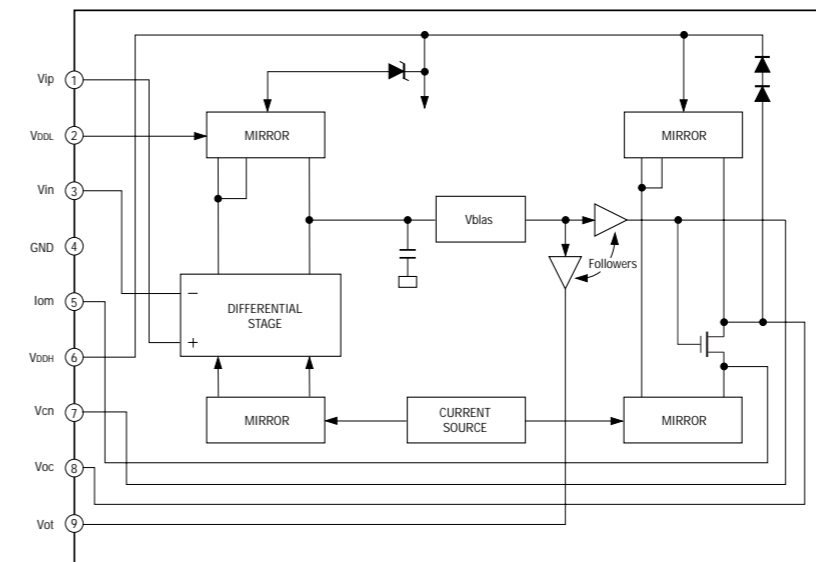 Vip 1
VDDL 2
Vin 3
GND 4
Iom 5
VDDH 6
Vcn 7
Voc 8
Vot 9
MIRROR
MIRROR
Vbias
Followers
−
DIFFERENTIAL
STAGE
+
MIRROR
CURRENT
SOURCE
MIRROR